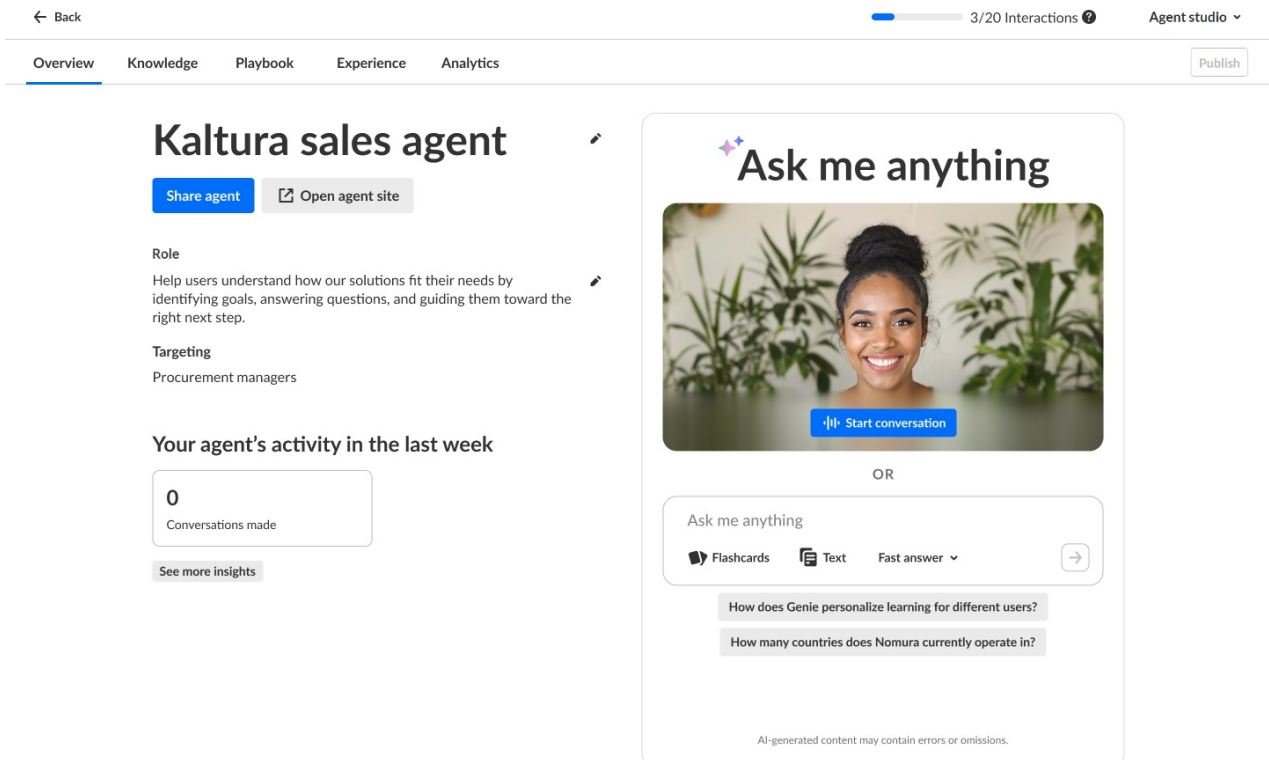 Back
3/20 Interactions ?
Agent studio
Overview
Knowledge
Playbook
Experience
Analytics
Publish
Kaltura sales agent
Share agent
Open agent site
Role
Help users understand how our solutions fit their needs by
identifying goals, answering questions, and guiding them toward the
right next step.
Targeting
Procurement managers
Your agent’s activity in the last week
0
Conversations made
See more insights
Ask me anything
Start conversation
OR
Ask me anything
Flashcards
Text
Fast answer
How does Genie personalize learning for different users?
How many countries does Nomura currently operate in?
AI-generated content may contain errors or omissions.